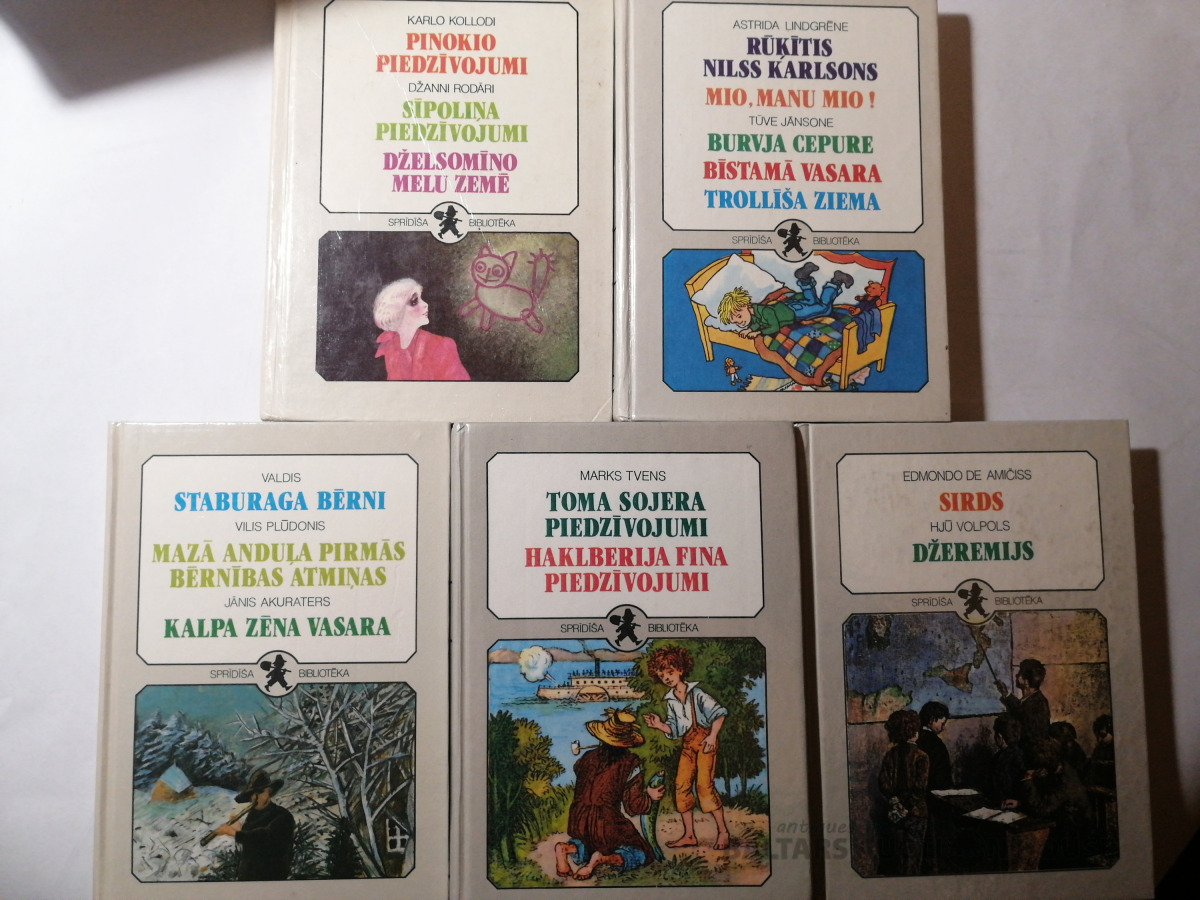 KARLO KOLLODI
PINOKIO
PIEDZĪVOJUMI
DŽANNI RODĀRI
SĪPOLIŅA
PIEDZĪVOJUMI
DŽELSOMĪNO
MELU ZEMĒ
SPRĪDĪŠA BIBLIOTĒKA
ASTRIDA LINDGRĒNE
RŪĶĪTIS
NILSS KARLSONS
MIO, MANU MIO!
TŪVE JĀNSONE
BURVJA CEPURE
BĪSTAMĀ VASARA
TROLLĪŠA ZIEMA
SPRĪDĪŠA BIBLIOTĒKA
VALDIS
STABURAGA BĒRNI
VILIS PLŪDONIS
MAZĀ ANDUĻA PIRMĀS
BĒRNĪBAS ATMIŅAS
JĀNIS AKURATERS
KALPA ZĒNA VASARA
SPRĪDĪŠA BIBLIOTĒKA
MARKS TVENS
TOMA SOJERA
PIEDZĪVOJUMI
HAKLBERIJA FINA
PIEDZĪVOJUMI
SPRĪDĪŠA BIBLIOTĒKA
EDMONDO DE AMIČISS
SIRDS
HJŪ VOLPOLS
DŽEREMIJS
SPRĪDĪŠA BIBLIOTĒKA